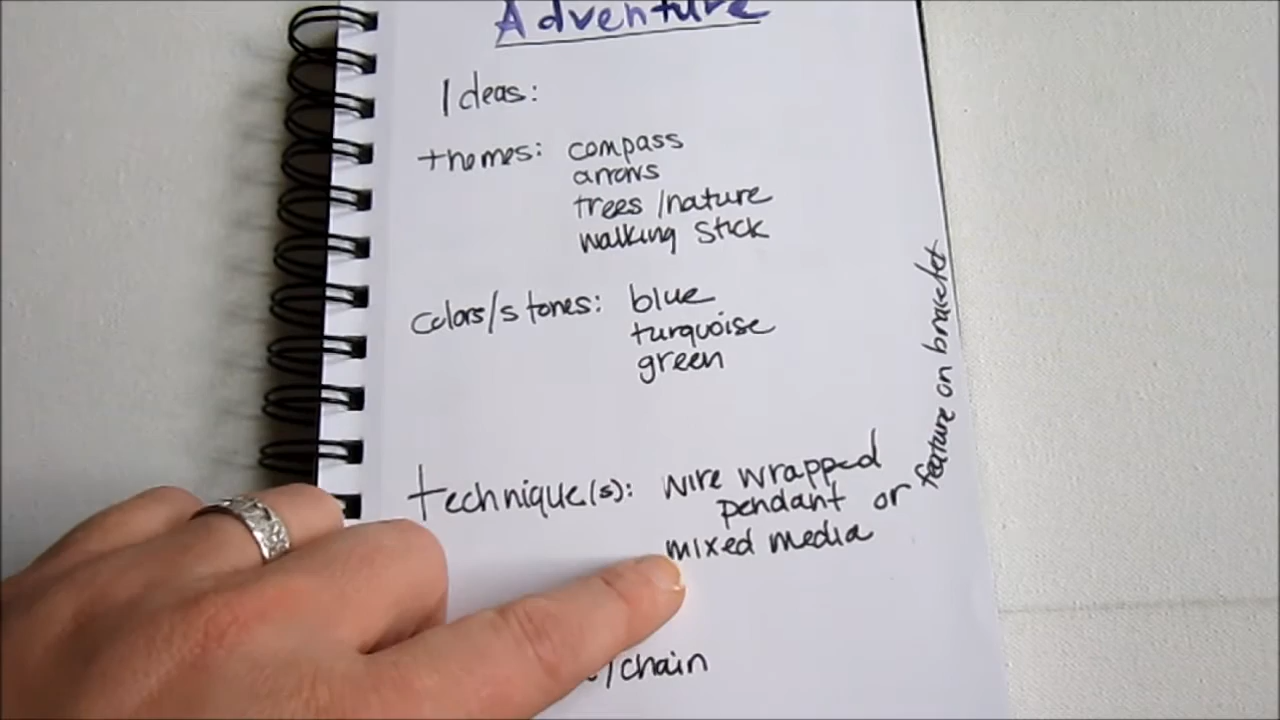 Adventure
Ideas:
themes: compass
arrows
trees/nature
walking stick
colors/stones: blue
turquoise
green
technique(s): wire wrapped
pendant or feature on bracelet
mixed media
/chain